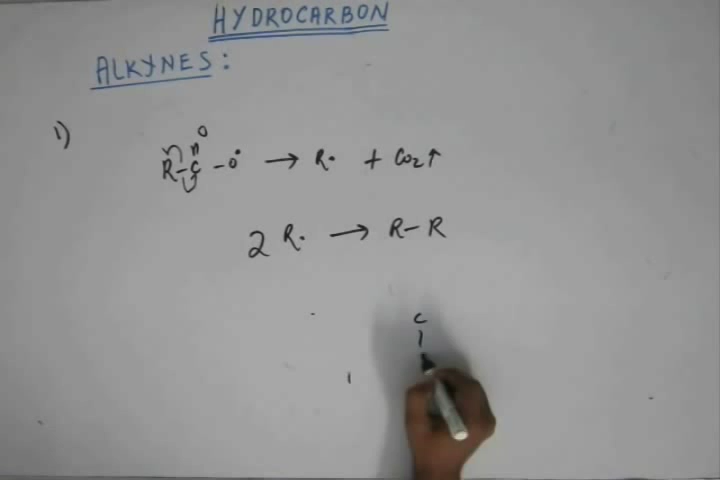 HYDROCARBON
ALKYNES:
1)
O
R-C-O• → R• + CO2↑
2 R• → R-R
C